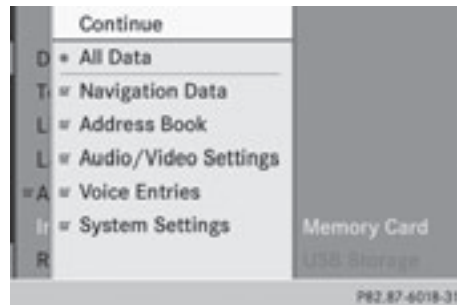 Continue
D
All Data
T
Navigation Data
L
Address Book
L
Audio/Video Settings
A
Voice Entries
In
System Settings
Memory Card
R
USB Storage
P82.87-6018-31